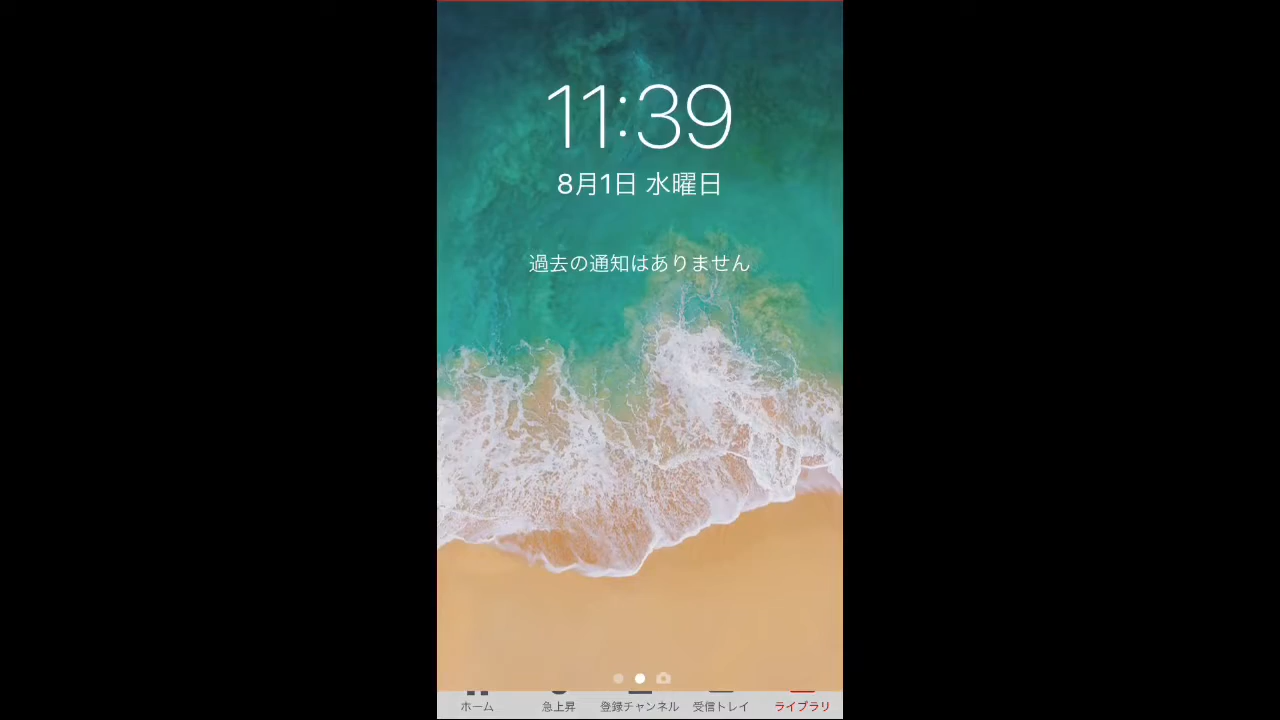 11:39
8月1日 水曜日
過去の通知はありません
ホーム 急上昇 登録チャンネル 受信トレイ ライブラリ